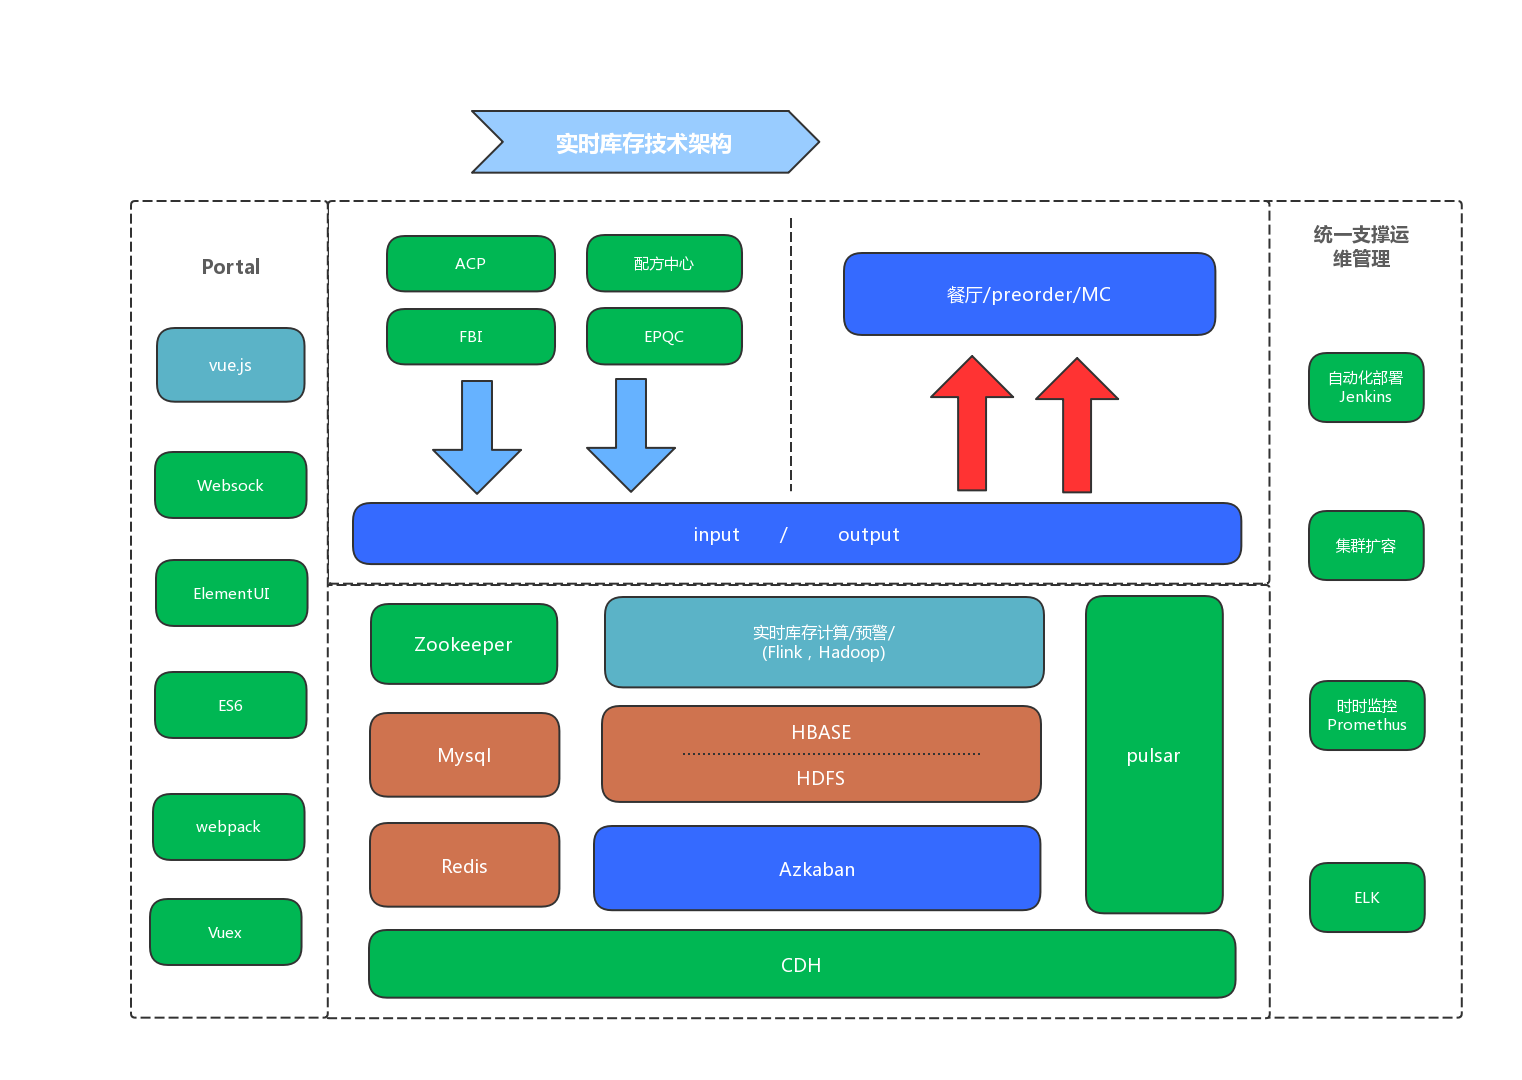 实时库存技术架构
Portal
vue.js
Websock
ElementUI
ES6
webpack
Vuex
ACP
配方中心
FBI
EPQC
餐厅/preorder/MC
input / output
Zookeeper
实时库存计算/预警/
(Flink，Hadoop)
Mysql
HBASE
HDFS
Redis
Azkaban
pulsar
CDH
统一支撑运
维管理
自动化部署
Jenkins
集群扩容
时时监控
Promethus
ELK